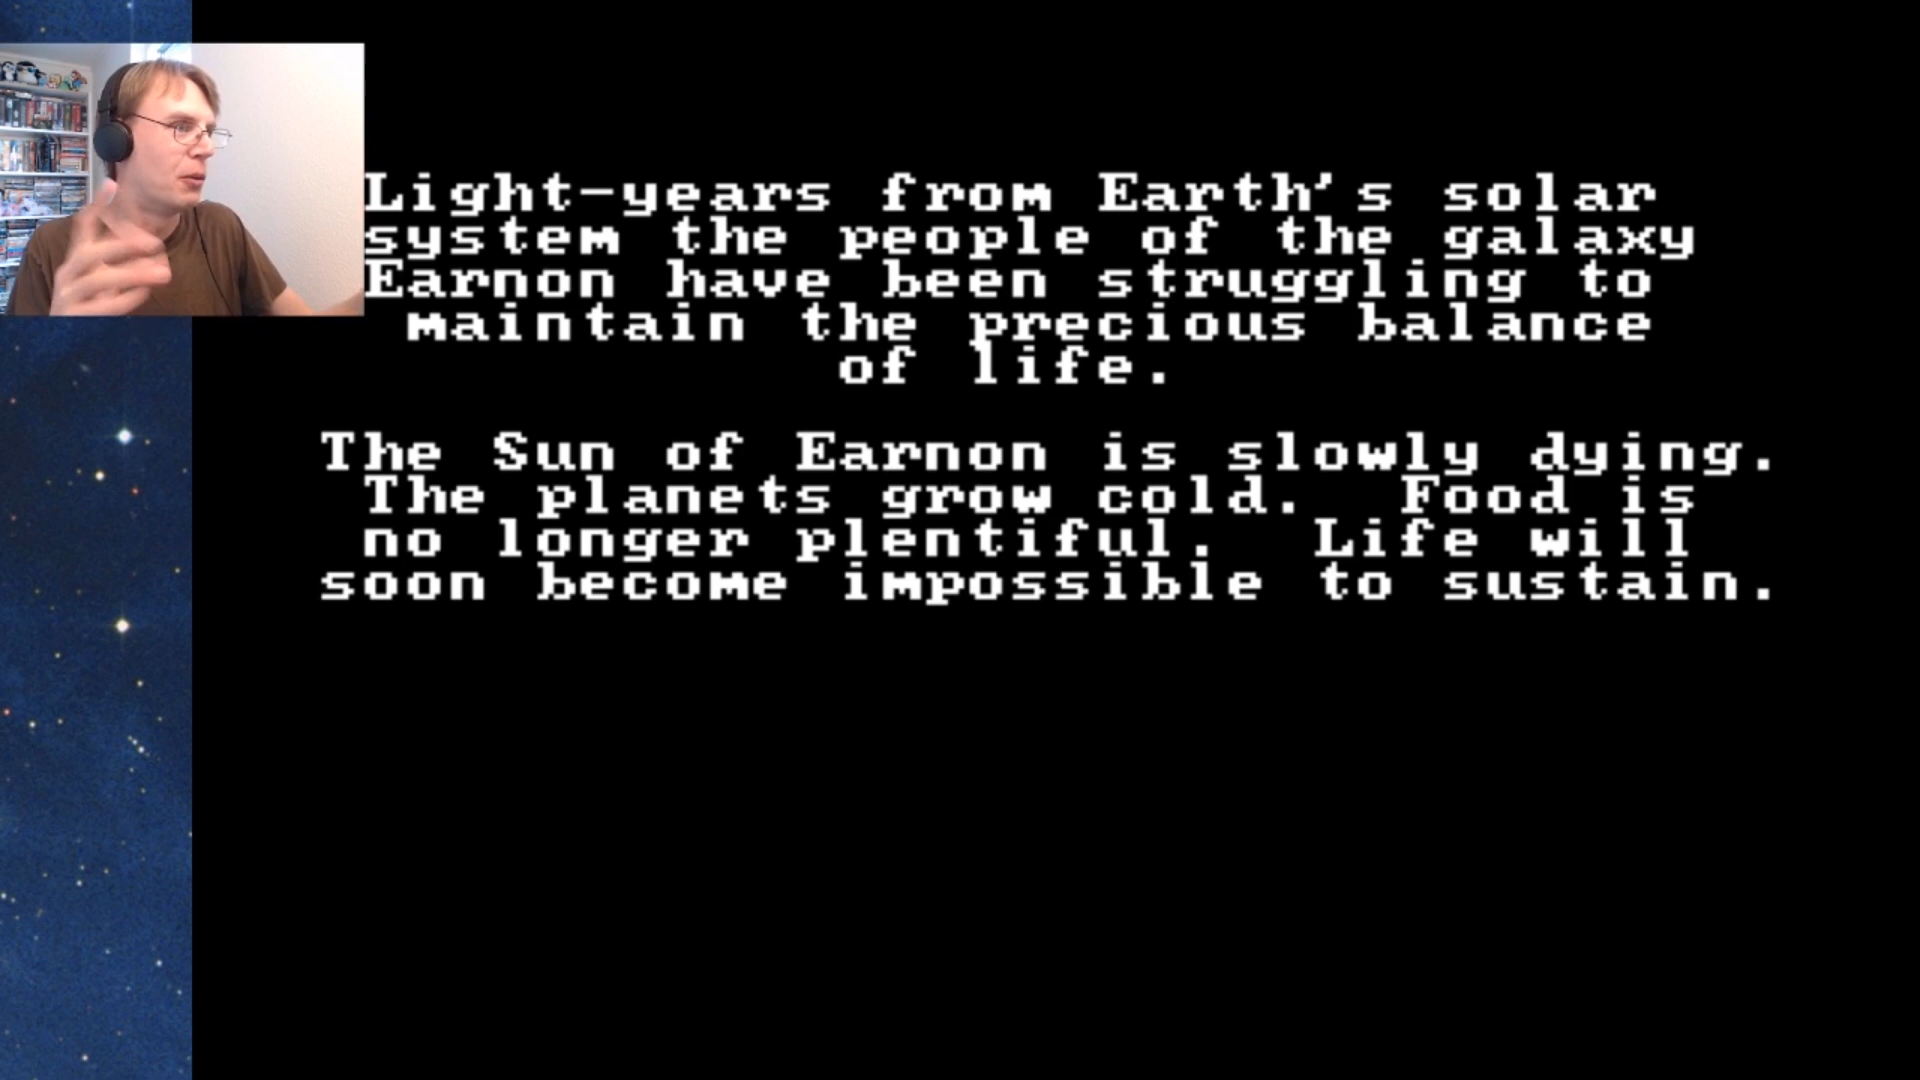 Light-years from Earth's solar
system the people of the galaxy
Earnon have been struggling to
maintain the precious balance
of life.
The Sun of Earnon is slowly dying.
The planets grow cold.  Food is
no longer plentiful.  Life will
soon become impossible to sustain.